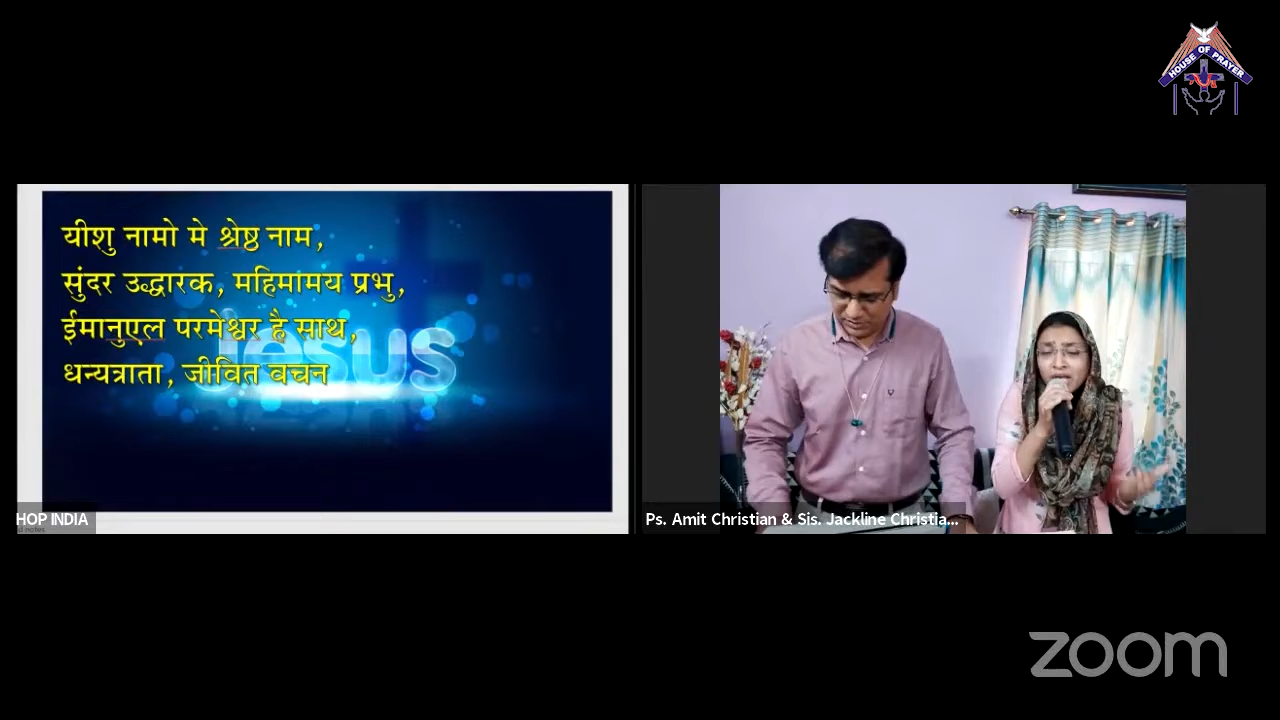 HOUSE OF PRAYER
यीशु नामो मे श्रेष्ठ नाम,
सुंदर उद्धारक, महिमामय प्रभु,
ईमानुएल परमेश्वर है साथ,
धन्यत्राता, जीवित वचन
Jesus
HOP INDIA
Ps. Amit Christian & Sis. Jackline Christia...
zoom